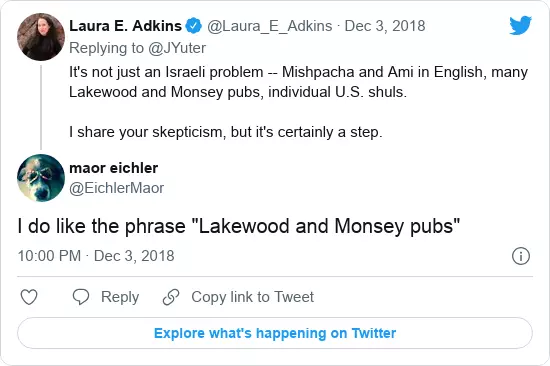 Laura E. Adkins @Laura_E_Adkins · Dec 3, 2018
Replying to @JYuter
It's not just an Israeli problem -- Mishpacha and Ami in English, many
Lakewood and Monsey pubs, individual U.S. shuls.
I share your skepticism, but it's certainly a step.
maor eichler
@EichlerMaor
I do like the phrase "Lakewood and Monsey pubs"
10:00 PM · Dec 3, 2018
Reply Copy link to Tweet
Explore what's happening on Twitter